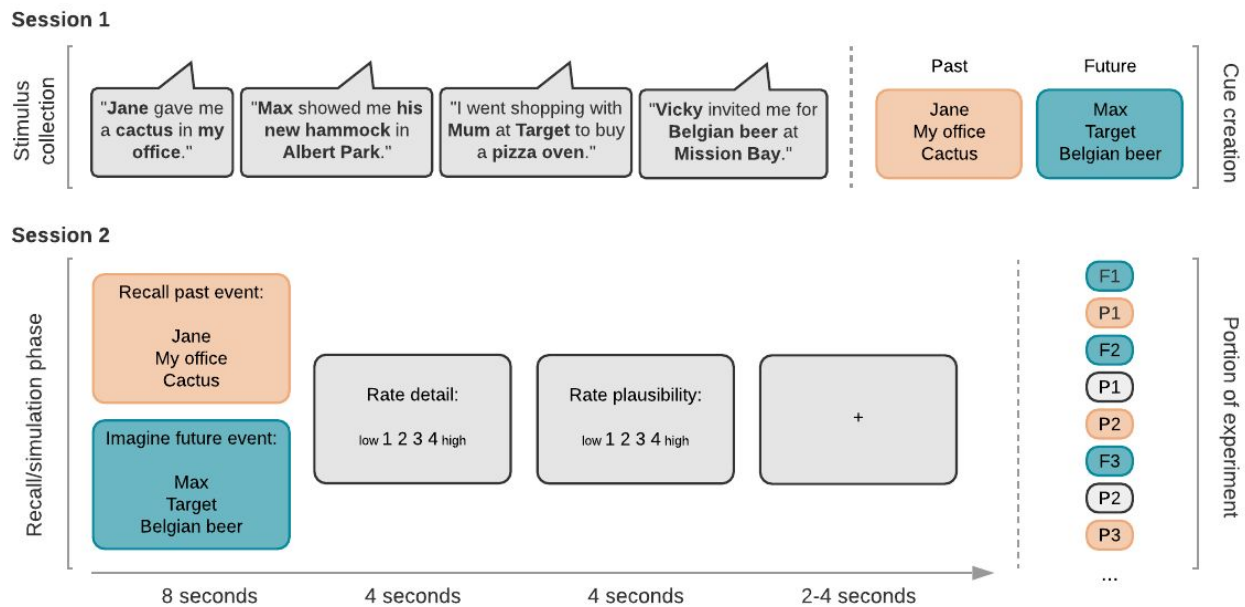 Session 1
Stimulus
collection
"Jane gave me
a cactus in my
office."
"Max showed me his
new hammock in
Albert Park."
"I went shopping with
Mum at Target to buy
a pizza oven."
"Vicky invited me for
Belgian beer at
Mission Bay."
Past
Jane
My office
Cactus
Future
Max
Target
Belgian beer
Cue creation
Session 2
Recall/simulation phase
Recall past event:
Jane
My office
Cactus
Imagine future event:
Max
Target
Belgian beer
Rate detail:
low 1 2 3 4 high
Rate plausibility:
low 1 2 3 4 high
+
F1
P1
F2
P1
P2
F3
P2
P3
...
Portion of experiment
8 seconds
4 seconds
4 seconds
2-4 seconds